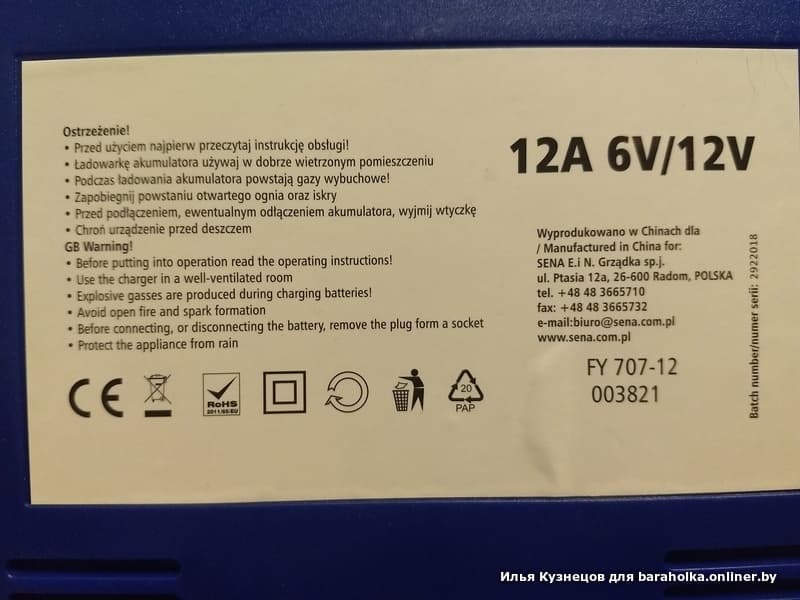 Ostrzeżenie!
• Przed użyciem najpierw przeczytaj instrukcję obsługi!
• Ładowarkę akumulatora używaj w dobrze wietrzonym pomieszczeniu
• Podczas ładowania akumulatora powstają gazy wybuchowe!
• Zapobiegnij powstaniu otwartego ognia oraz iskry
• Przed podłączeniem, ewentualnym odłączeniem akumulatora, wyjmij wtyczkę
• Chroń urządzenie przed deszczem
GB Warning!
• Before putting into operation read the operating instructions!
• Use the charger in a well-ventilated room
• Explosive gasses are produced during charging batteries!
• Avoid open fire and spark formation
• Before connecting, or disconnecting the battery, remove the plug form a socket
• Protect the appliance from rain
CE
RoHS
2011/65/EU
20
PAP
12A 6V/12V
Wyprodukowano w Chinach dla
/ Manufactured in China for:
SENA E.i N. Grządka sp.j.
ul. Ptasia 12a, 26-600 Radom, POLSKA
tel. +48 48 3665710
fax: +48 48 3665732
e-mail:biuro@sena.com.pl
www.sena.com.pl
FY 707-12
003821
Batch number/numer serii: 2922018
Илья Кузнецов для baraholka.onliner.by